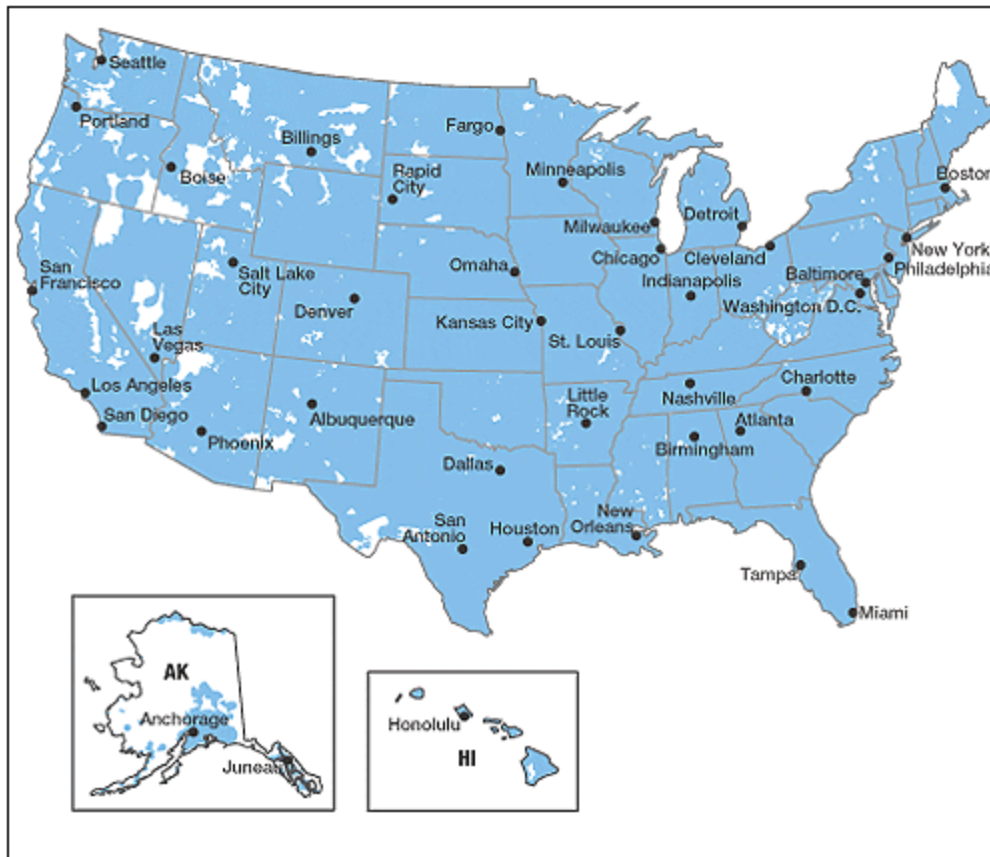 Seattle
Portland
Boise
Billings
Fargo
Rapid
City
Minneapolis
Milwaukee
Detroit
Boston
Chicago
Cleveland
New York
Philadelphia
San
Francisco
Salt Lake
City
Omaha
Indianapolis
Baltimore
Washington D.C.
Denver
Kansas City
St. Louis
Las
Vegas
Los Angeles
San Diego
Phoenix
Albuquerque
Little
Rock
Nashville
Charlotte
Atlanta
Birmingham
Dallas
San
Antonio
Houston
New
Orleans
Tampa
Miami
AK
Anchorage
Juneau
Honolulu
HI